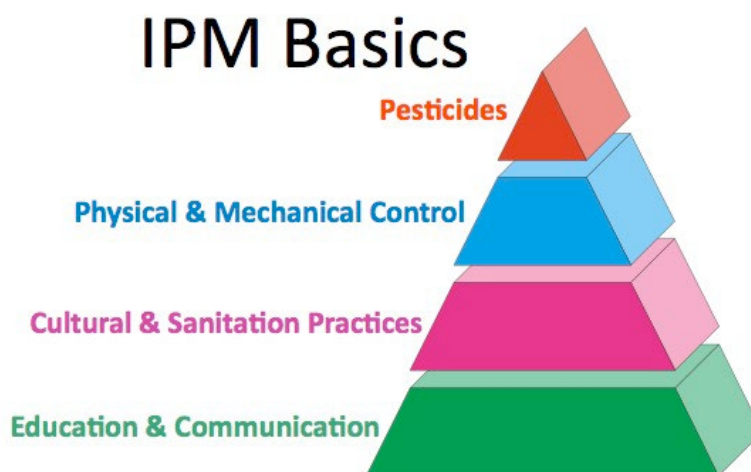 IPM Basics
Pesticides
Physical & Mechanical Control
Cultural & Sanitation Practices
Education & Communication